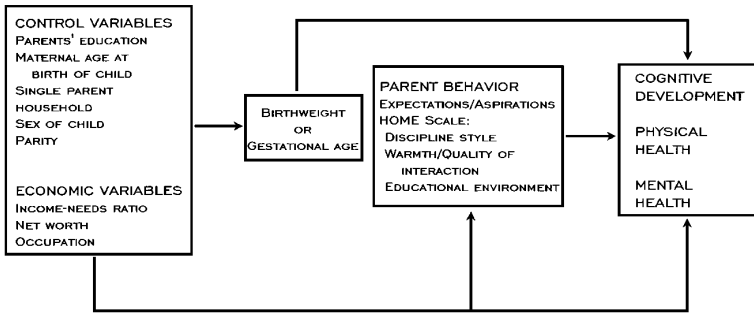 CONTROL VARIABLES
PARENTS' EDUCATION
MATERNAL AGE AT
BIRTH OF CHILD
SINGLE PARENT
HOUSEHOLD
SEX OF CHILD
PARITY
ECONOMIC VARIABLES
INCOME-NEEDS RATIO
NET WORTH
OCCUPATION
BIRTHWEIGHT
OR
GESTATIONAL AGE
PARENT BEHAVIOR
EXPECTATIONS/ASPIRATIONS
HOME SCALE:
DISCIPLINE STYLE
WARMTH/QUALITY OF
INTERACTION
EDUCATIONAL ENVIRONMENT
COGNITIVE
DEVELOPMENT
PHYSICAL
HEALTH
MENTAL
HEALTH